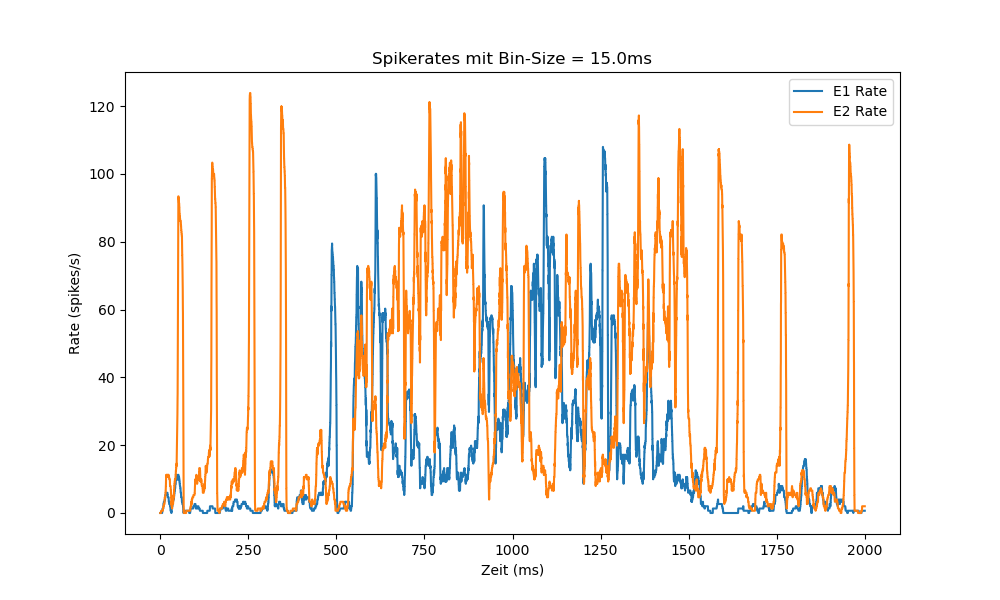 Spikerates mit Bin-Size = 15.0ms
E1 Rate
E2 Rate
Rate (spikes/s)
120
100
80
60
40
20
0
0 250 500 750 1000 1250 1500 1750 2000
Zeit (ms)